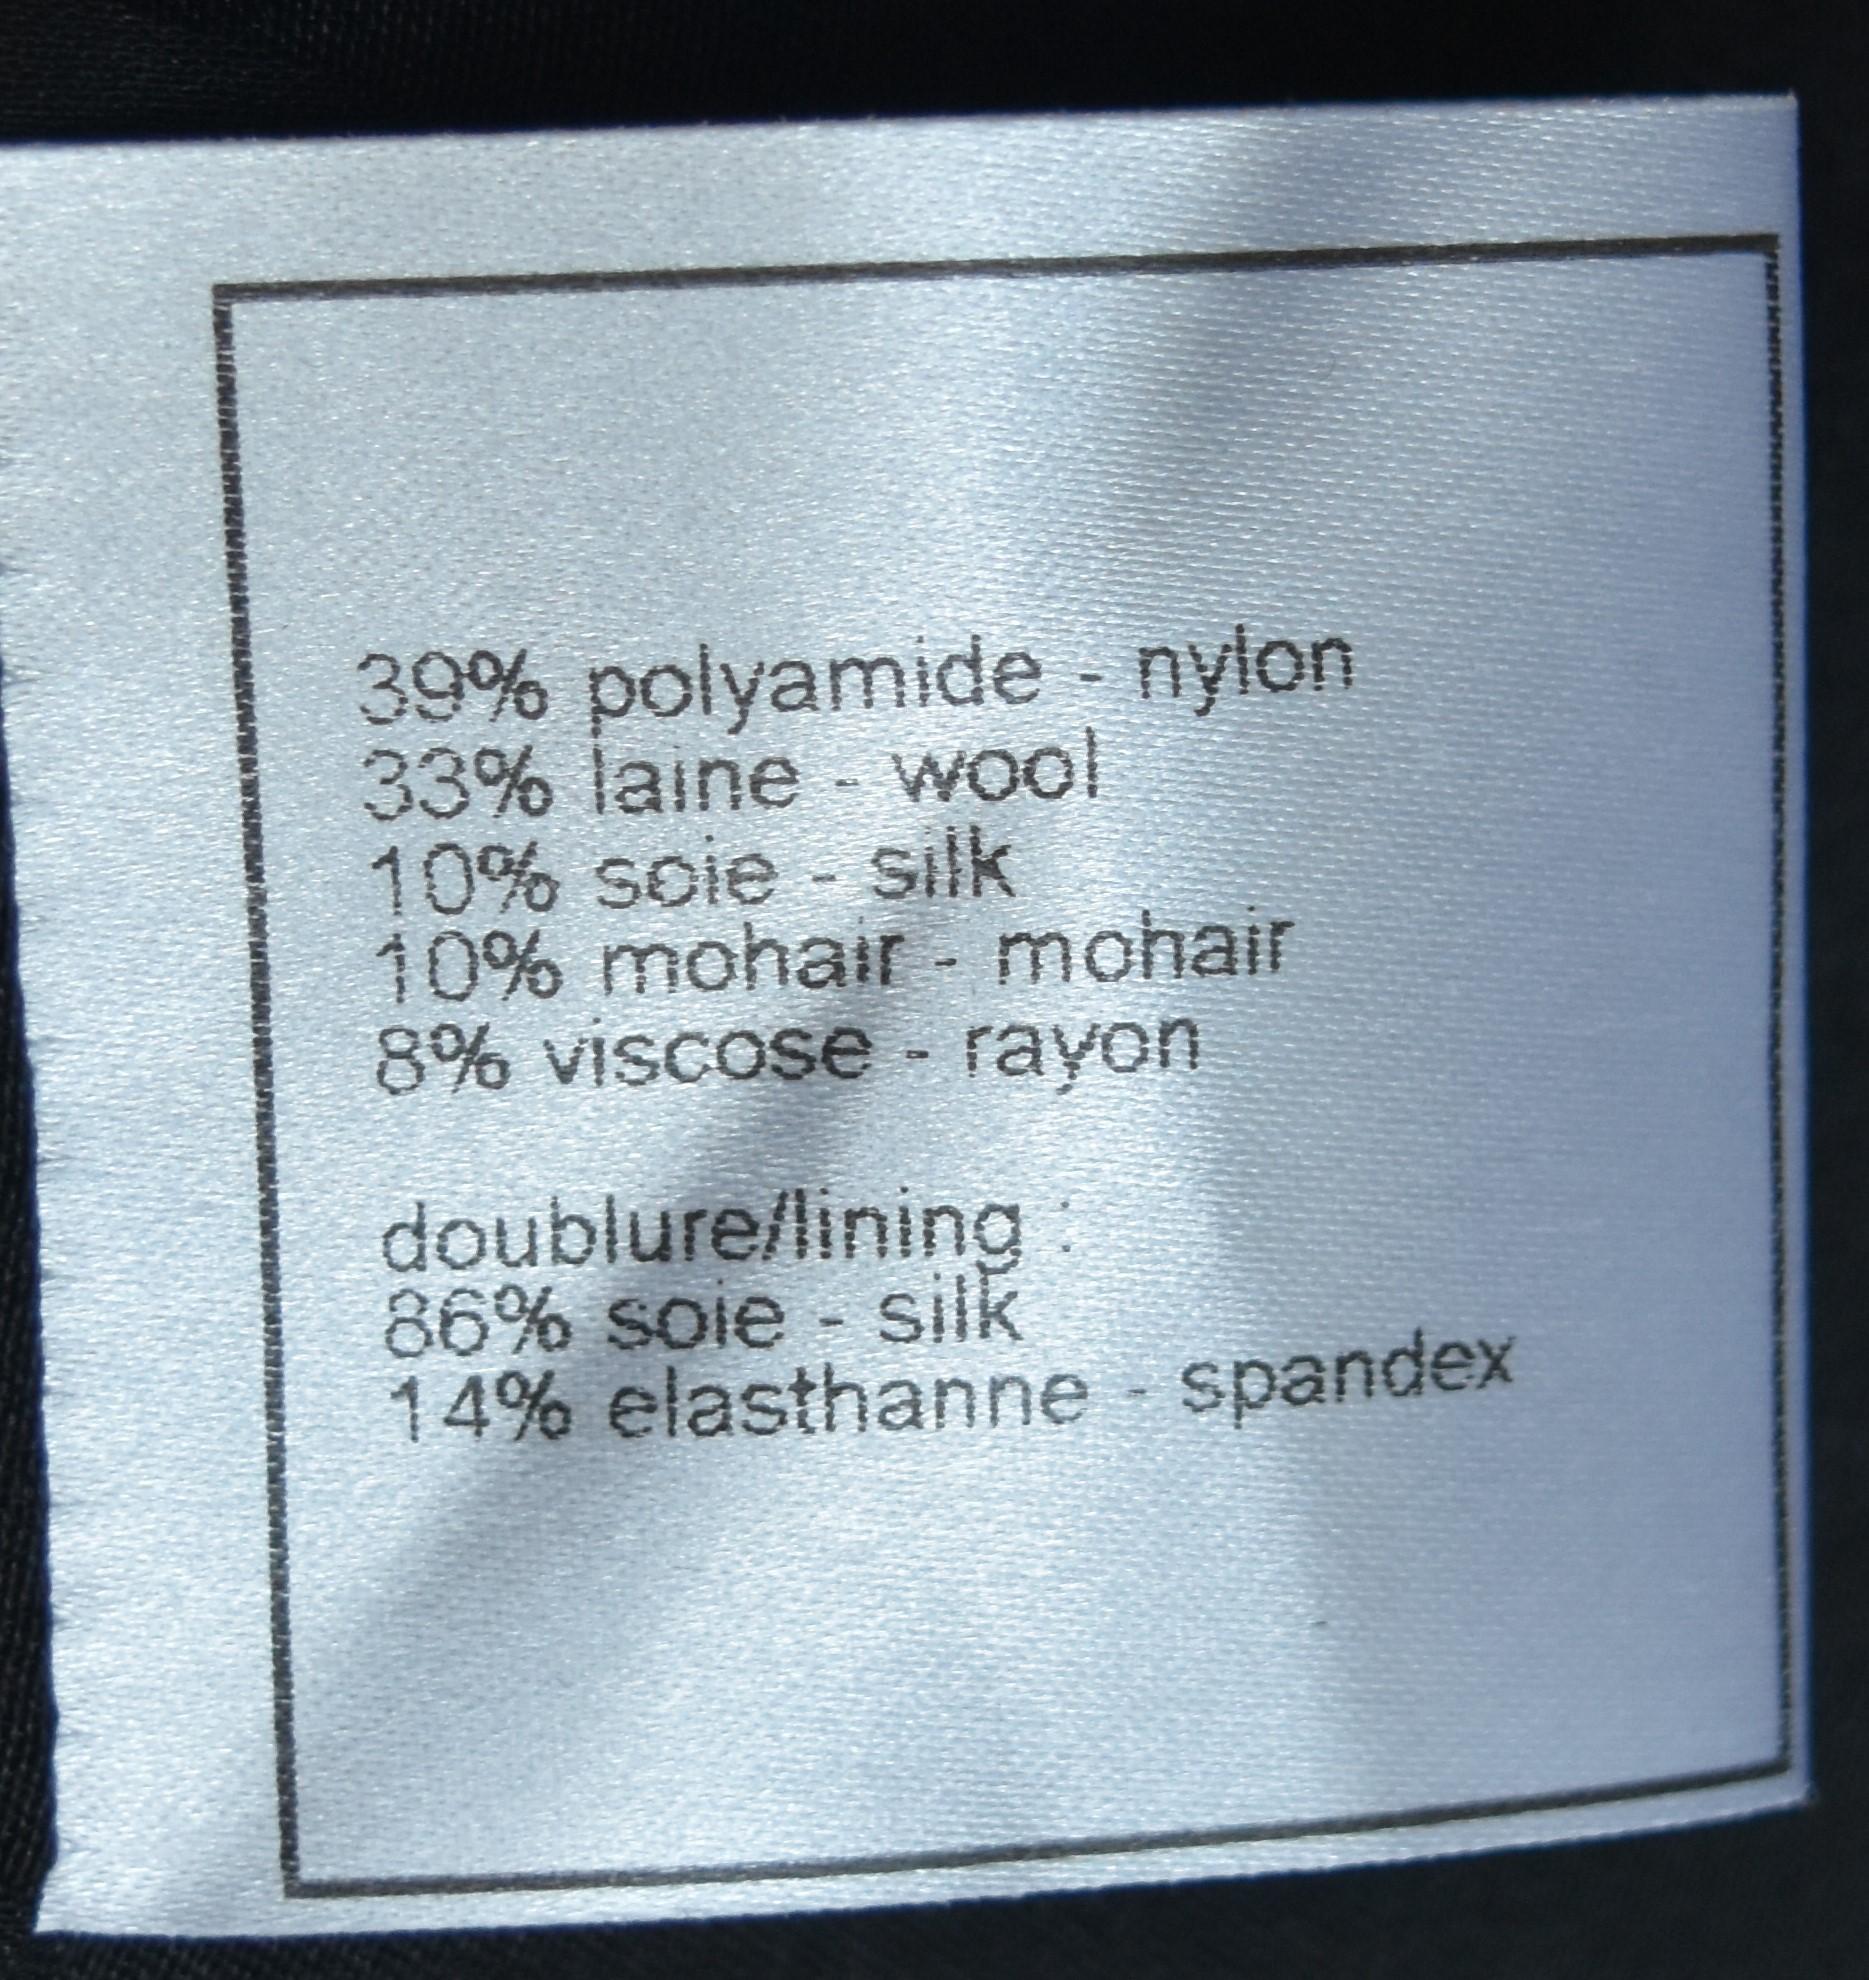 39% polyamide - nylon
33% laine - wool
10% soie - silk
10% mohair - mohair
8% viscose - rayon
doublure/lining :
86% soie - silk
14% elasthanne - spandex